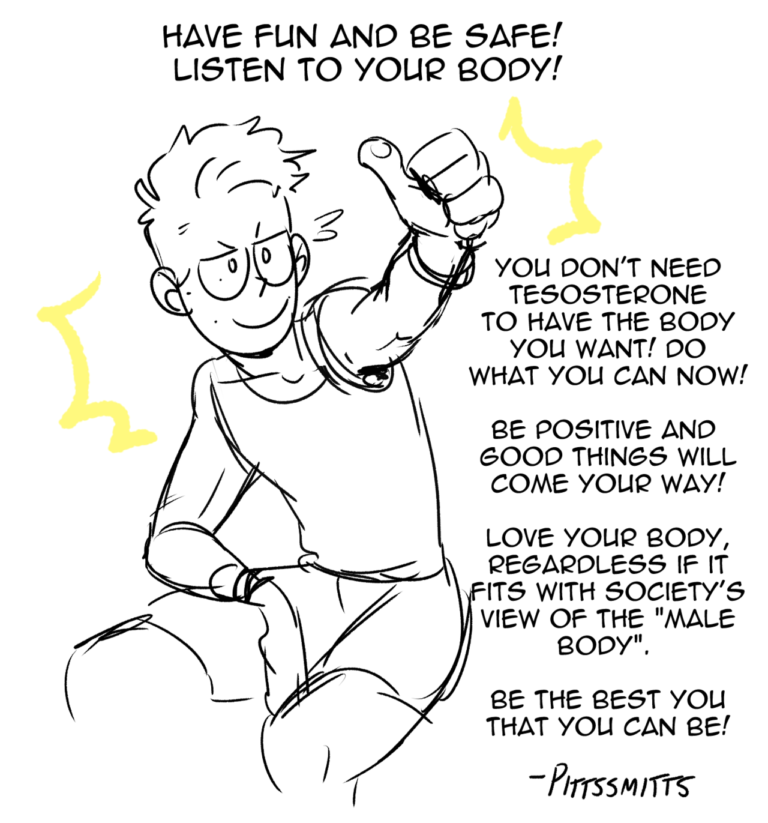 HAVE FUN AND BE SAFE!
LISTEN TO YOUR BODY!
YOU DON'T NEED
TESOSTERONE
TO HAVE THE BODY
YOU WANT! DO
WHAT YOU CAN NOW!
BE POSITIVE AND
GOOD THINGS WILL
COME YOUR WAY!
LOVE YOUR BODY,
REGARDLESS IF IT
FITS WITH SOCIETY'S
VIEW OF THE "MALE
BODY".
BE THE BEST YOU
THAT YOU CAN BE!
-PITTSSMITTS